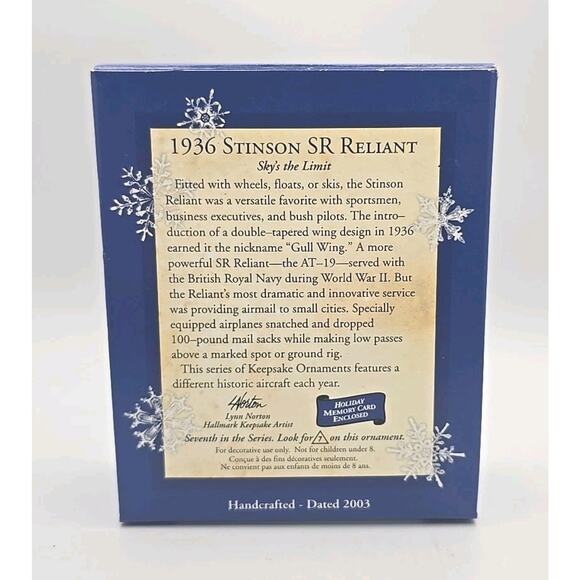 1936 Stinson SR Reliant
Sky's the Limit
Fitted with wheels, floats, or skis, the Stinson
Reliant was a versatile favorite with sportsmen,
business executives, and bush pilots. The intro–
duction of a double–tapered wing design in 1936
earned it the nickname “Gull Wing.” A more
powerful SR Reliant—the AT–19—served with
the British Royal Navy during World War II. But
the Reliant's most dramatic and innovative service
was providing airmail to small cities. Specially
equipped airplanes snatched and dropped
100–pound mail sacks while making low passes
above a marked spot or ground rig.
This series of Keepsake Ornaments features a
different historic aircraft each year.
LNorton
Lynn Norton
Hallmark Keepsake Artist
HOLIDAY
MEMORY CARD
ENCLOSED
Seventh in the Series. Look for 7 on this ornament.
For decorative use only. Not for children under 8.
Conçue à des fins décoratives seulement.
Ne convient pas aux enfants de moins de 8 ans.
Handcrafted - Dated 2003